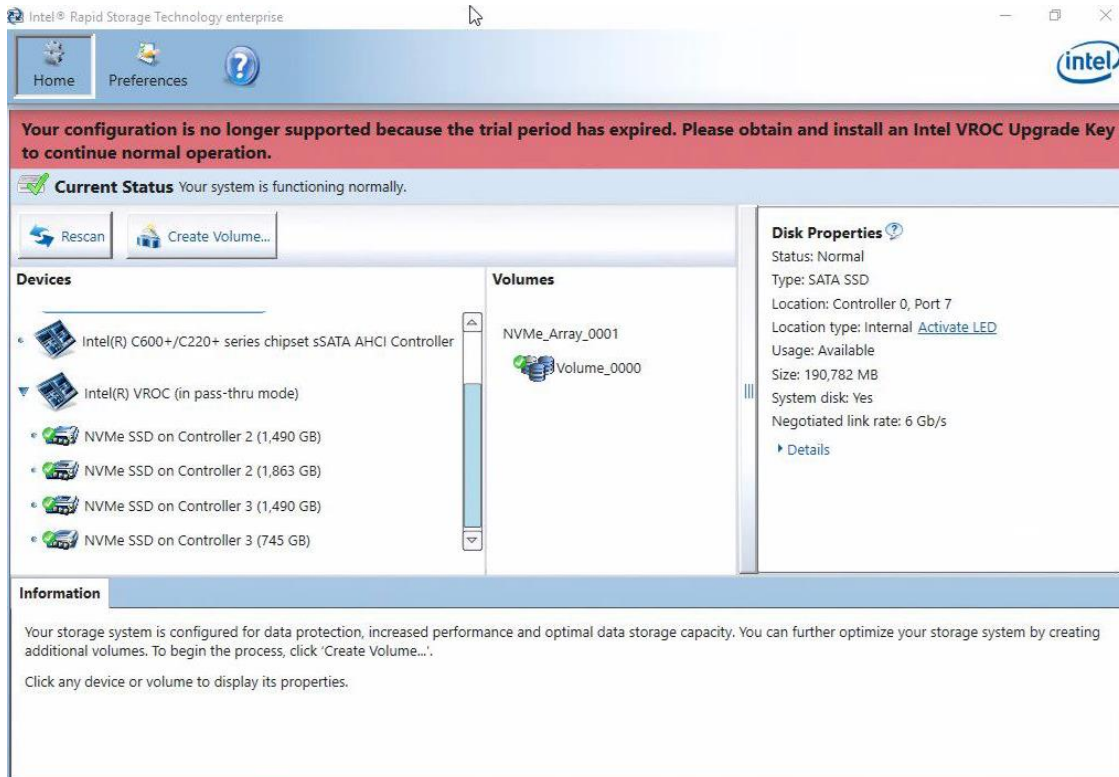 Intel® Rapid Storage Technology enterprise
Home
Preferences
?
intel
Your configuration is no longer supported because the trial period has expired. Please obtain and install an Intel VROC Upgrade Key
to continue normal operation.
Current Status Your system is functioning normally.
Rescan
Create Volume...
Devices
Intel(R) C600+/C220+ series chipset sSATA AHCI Controller
Intel(R) VROC (in pass-thru mode)
NVMe SSD on Controller 2 (1,490 GB)
NVMe SSD on Controller 2 (1,863 GB)
NVMe SSD on Controller 3 (1,490 GB)
NVMe SSD on Controller 3 (745 GB)
Volumes
NVMe_Array_0001
Volume_0000
Disk Properties ?
Status: Normal
Type: SATA SSD
Location: Controller 0, Port 7
Location type: Internal Activate LED
Usage: Available
Size: 190,782 MB
System disk: Yes
Negotiated link rate: 6 Gb/s
Details
Information
Your storage system is configured for data protection, increased performance and optimal data storage capacity. You can further optimize your storage system by creating
additional volumes. To begin the process, click 'Create Volume...'.
Click any device or volume to display its properties.